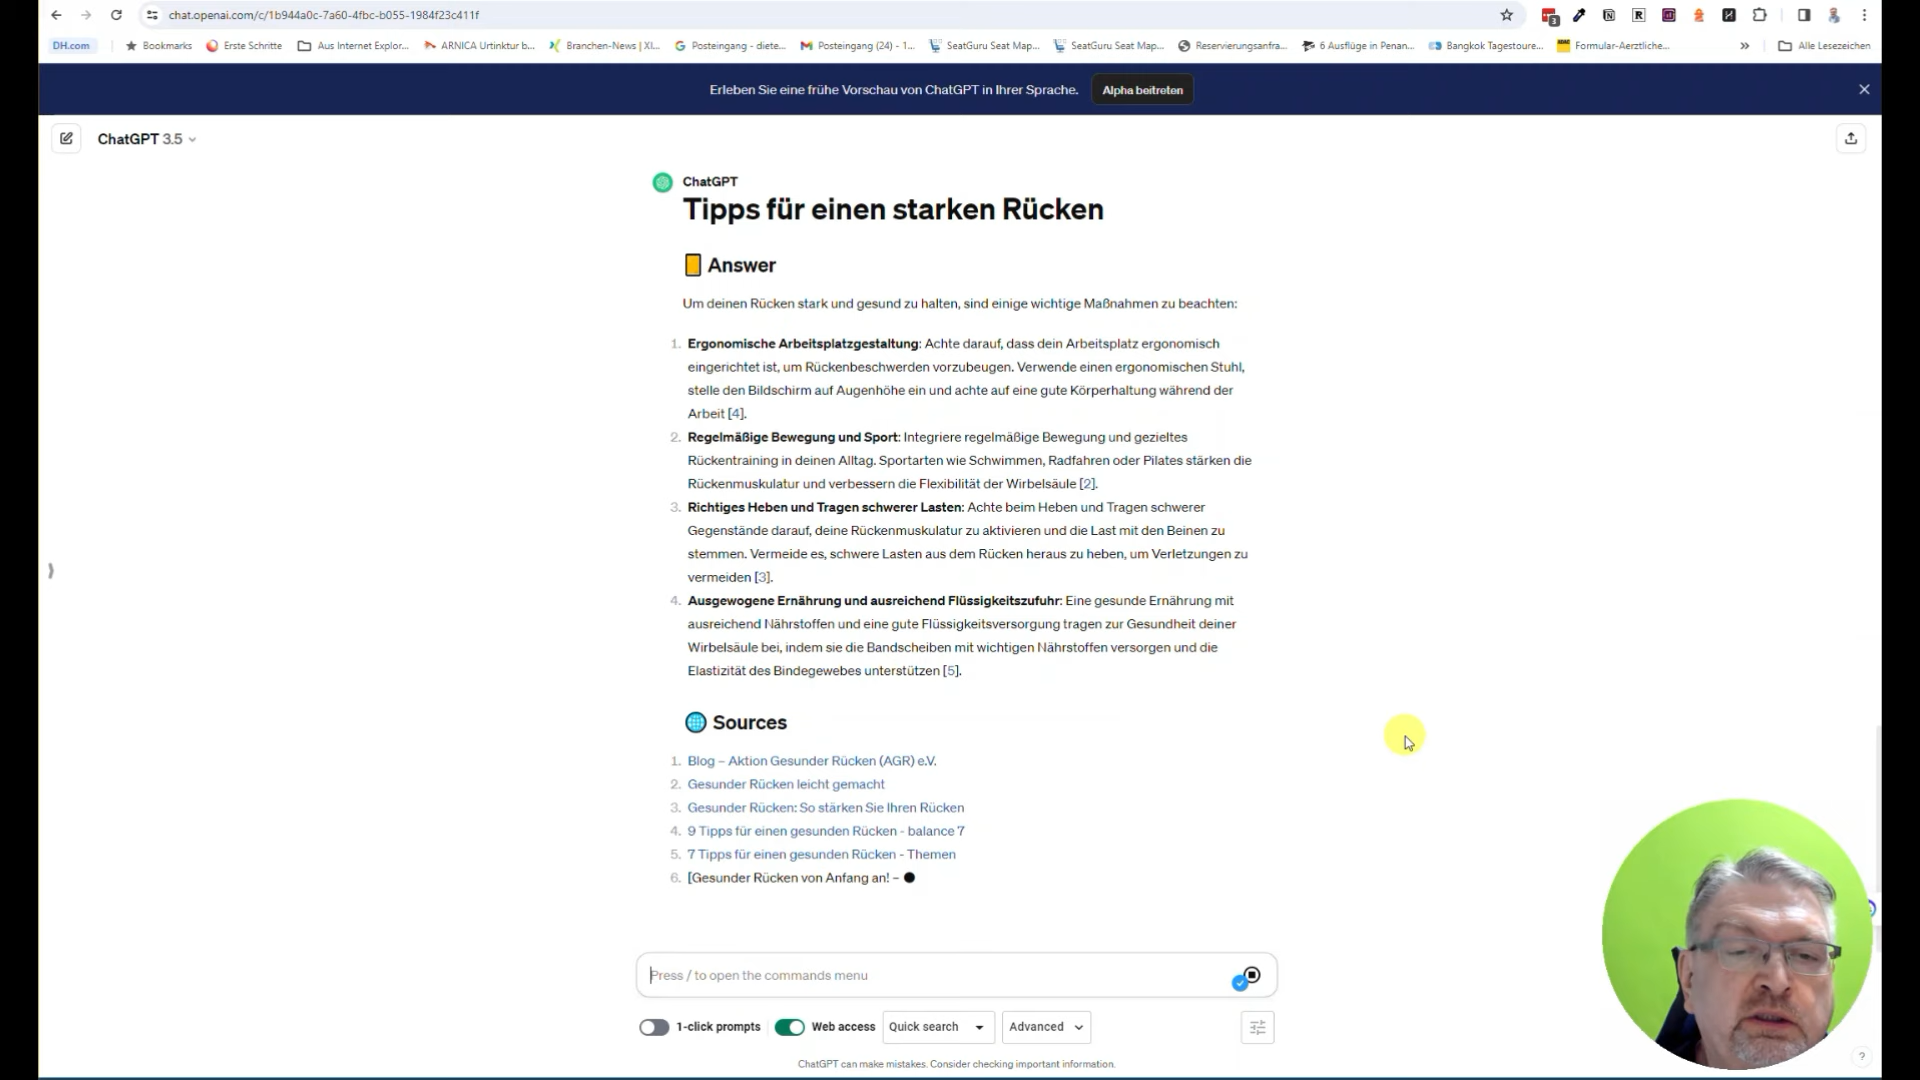 chat.openai.com/c/1b944a0c-7a60-4fbc-b055-1984f23c411f
3
DH.com
Bookmarks
Erste Schritte
Aus Internet Explor...
ARNICA Urtinktur b...
Branchen-News | XI...
Posteingang - diete...
Posteingang (24) - 1...
SeatGuru Seat Map...
SeatGuru Seat Map...
Reservierungsanfra...
6 Ausflüge in Penan...
Bangkok Tagestoure...
Formular-Aerztliche...
»
Alle Lesezeichen
Erleben Sie eine frühe Vorschau von ChatGPT in Ihrer Sprache.
Alpha beitreten
ChatGPT 3.5
ChatGPT
Tipps für einen starken Rücken
Answer
Um deinen Rücken stark und gesund zu halten, sind einige wichtige Maßnahmen zu beachten:
1. Ergonomische Arbeitsplatzgestaltung: Achte darauf, dass dein Arbeitsplatz ergonomisch
eingerichtet ist, um Rückenbeschwerden vorzubeugen. Verwende einen ergonomischen Stuhl,
stelle den Bildschirm auf Augenhöhe ein und achte auf eine gute Körperhaltung während der
Arbeit [4].
2. Regelmäßige Bewegung und Sport: Integriere regelmäßige Bewegung und gezieltes
Rückentraining in deinen Alltag. Sportarten wie Schwimmen, Radfahren oder Pilates stärken die
Rückenmuskulatur und verbessern die Flexibilität der Wirbelsäule [2].
3. Richtiges Heben und Tragen schwerer Lasten: Achte beim Heben und Tragen schwerer
Gegenstände darauf, deine Rückenmuskulatur zu aktivieren und die Last mit den Beinen zu
stemmen. Vermeide es, schwere Lasten aus dem Rücken heraus zu heben, um Verletzungen zu
vermeiden [3].
4. Ausgewogene Ernährung und ausreichend Flüssigkeitszufuhr: Eine gesunde Ernährung mit
ausreichend Nährstoffen und eine gute Flüssigkeitsversorgung tragen zur Gesundheit deiner
Wirbelsäule bei, indem sie die Bandscheiben mit wichtigen Nährstoffen versorgen und die
Elastizität des Bindegewebes unterstützen [5].
Sources
1. Blog – Aktion Gesunder Rücken (AGR) e.V.
2. Gesunder Rücken leicht gemacht
3. Gesunder Rücken: So stärken Sie Ihren Rücken
4. 9 Tipps für einen gesunden Rücken - balance 7
5. 7 Tipps für einen gesunden Rücken - Themen
6. [Gesunder Rücken von Anfang an! –
Press / to open the commands menu
1-click prompts
Web access
Quick search
Advanced
ChatGPT can make mistakes. Consider checking important information.
?